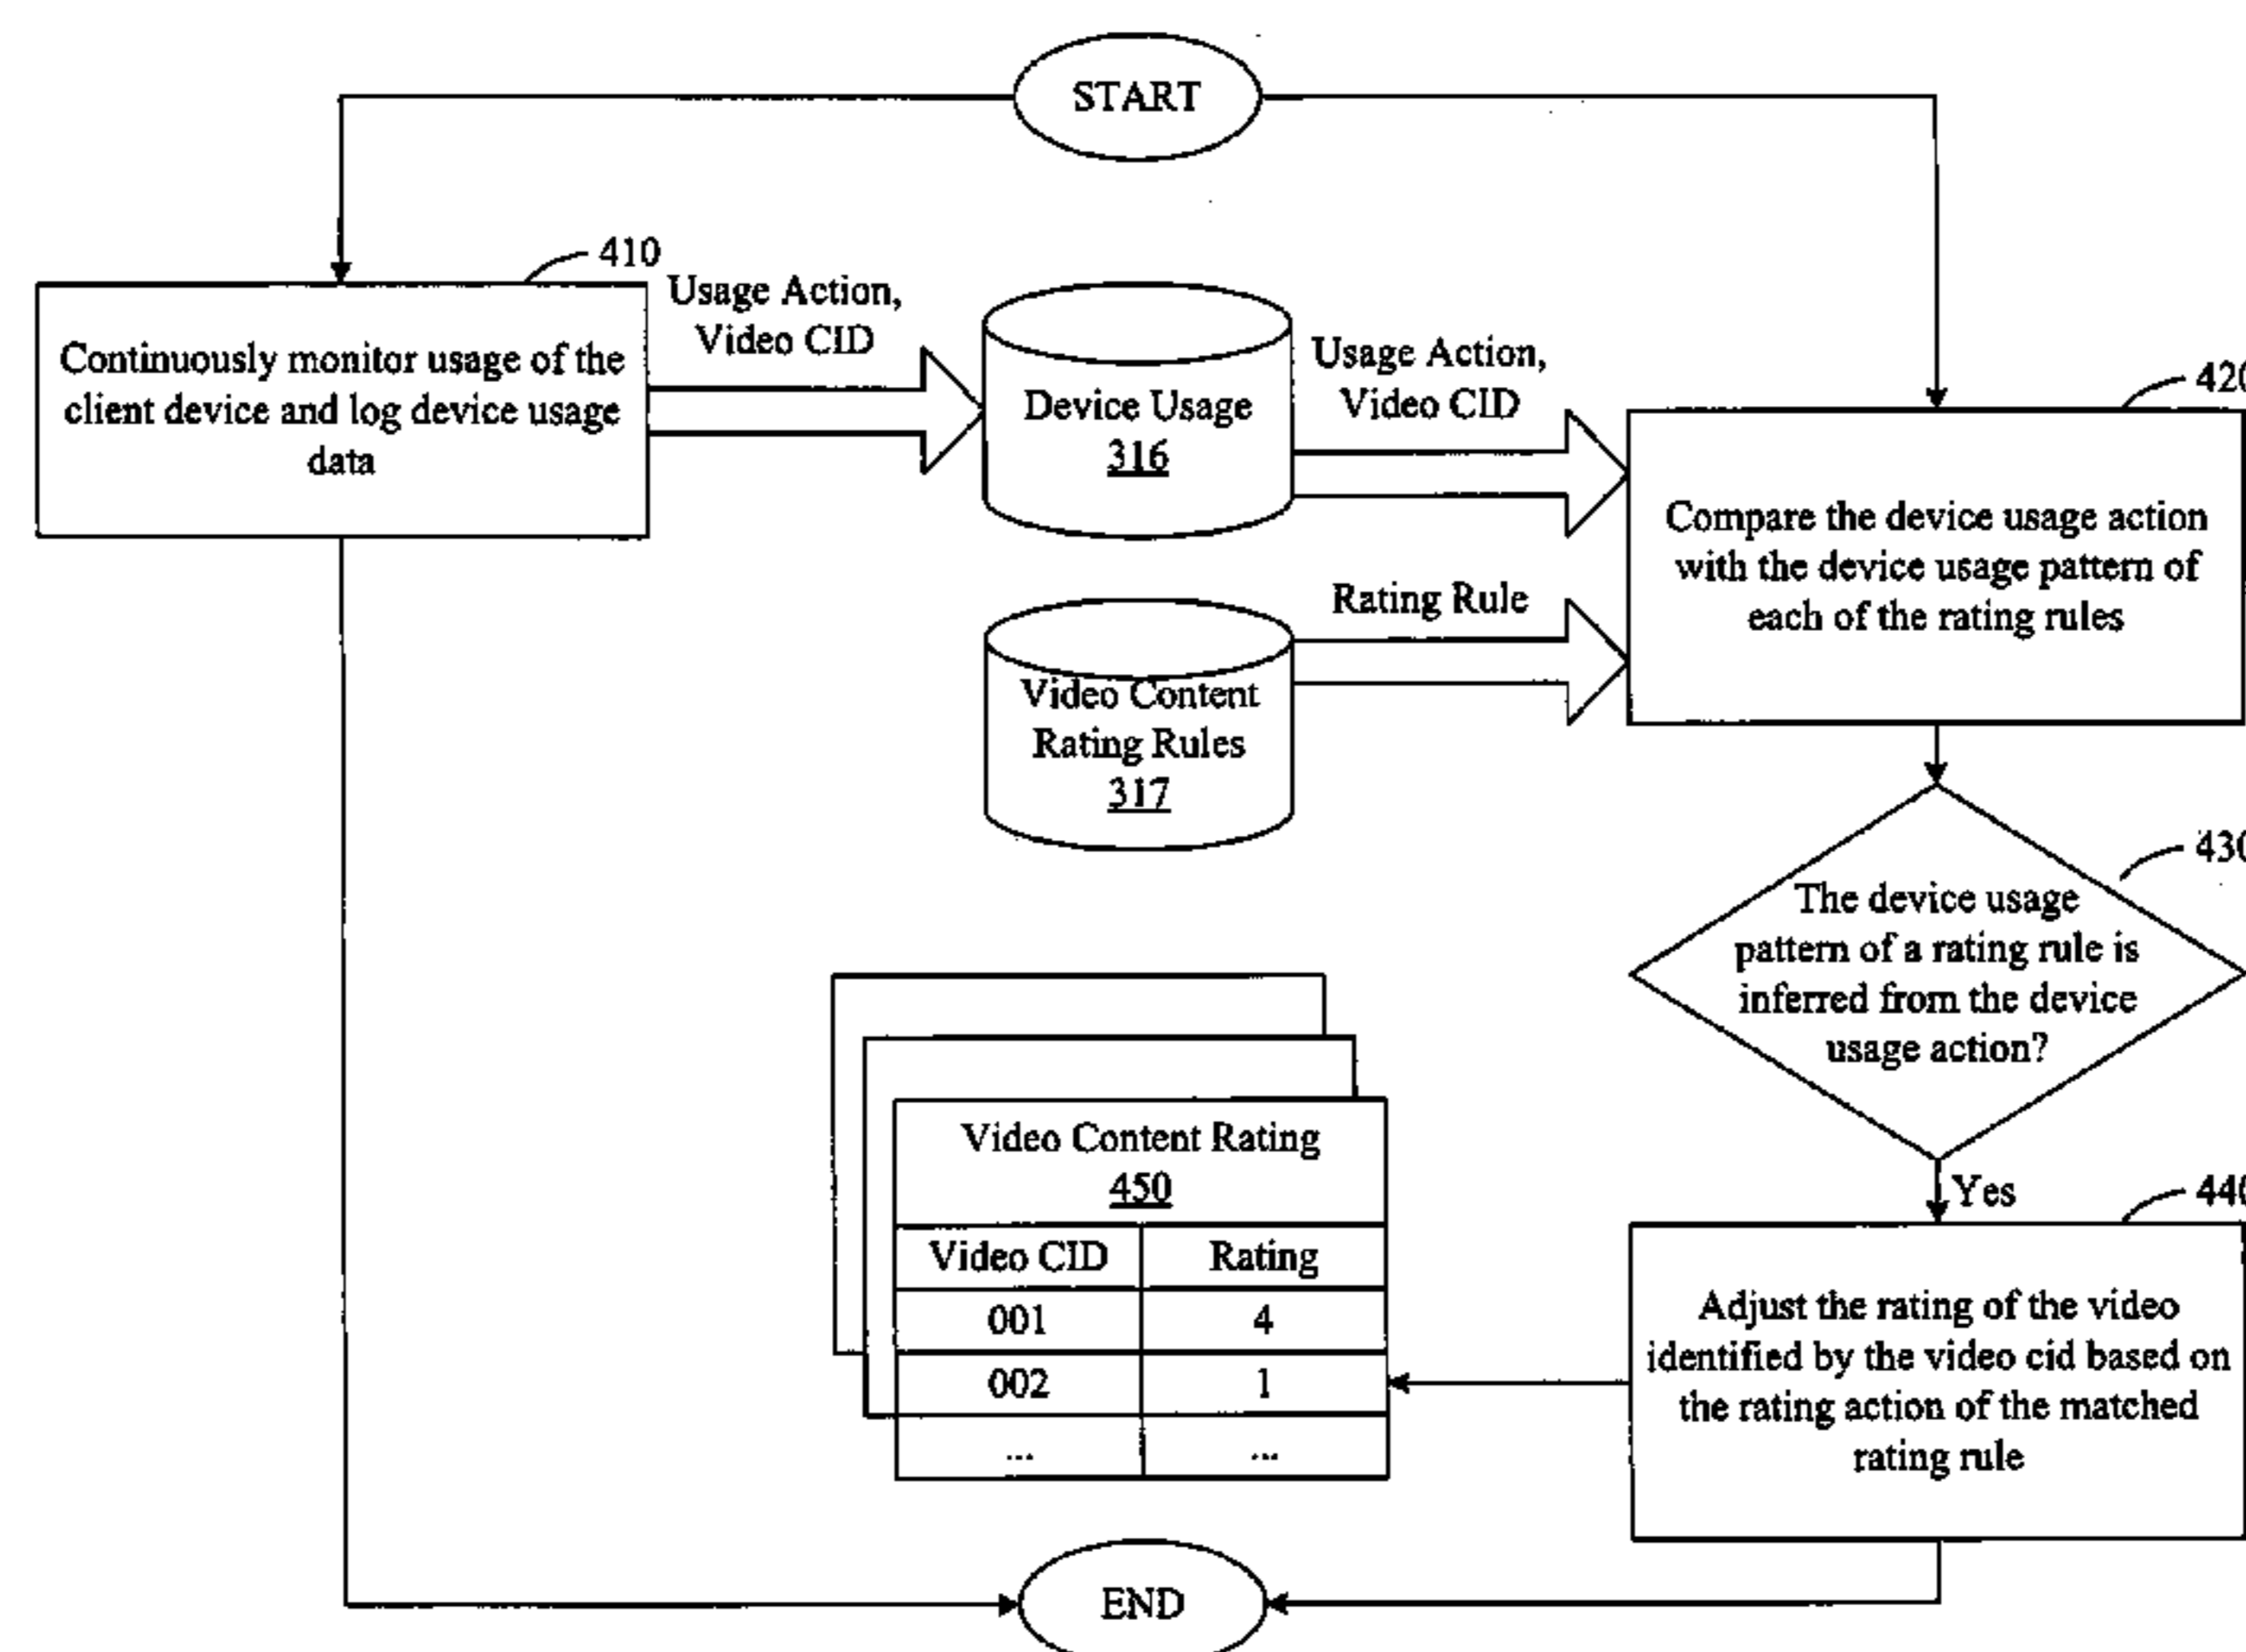 START
410
Usage Action,
Video CID
Continuously monitor usage of the
client device and log device usage
data
Device Usage
316
Usage Action,
Video CID
420
Compare the device usage action
with the device usage pattern of
each of the rating rules
Rating Rule
Video Content
Rating Rules
317
430
The device usage
pattern of a rating rule is
inferred from the device
usage action?
Yes
440
Adjust the rating of the video
identified by the video cid based on
the rating action of the matched
rating rule
Video Content Rating
450
Video CID Rating
001 4
002 1
... ...
END